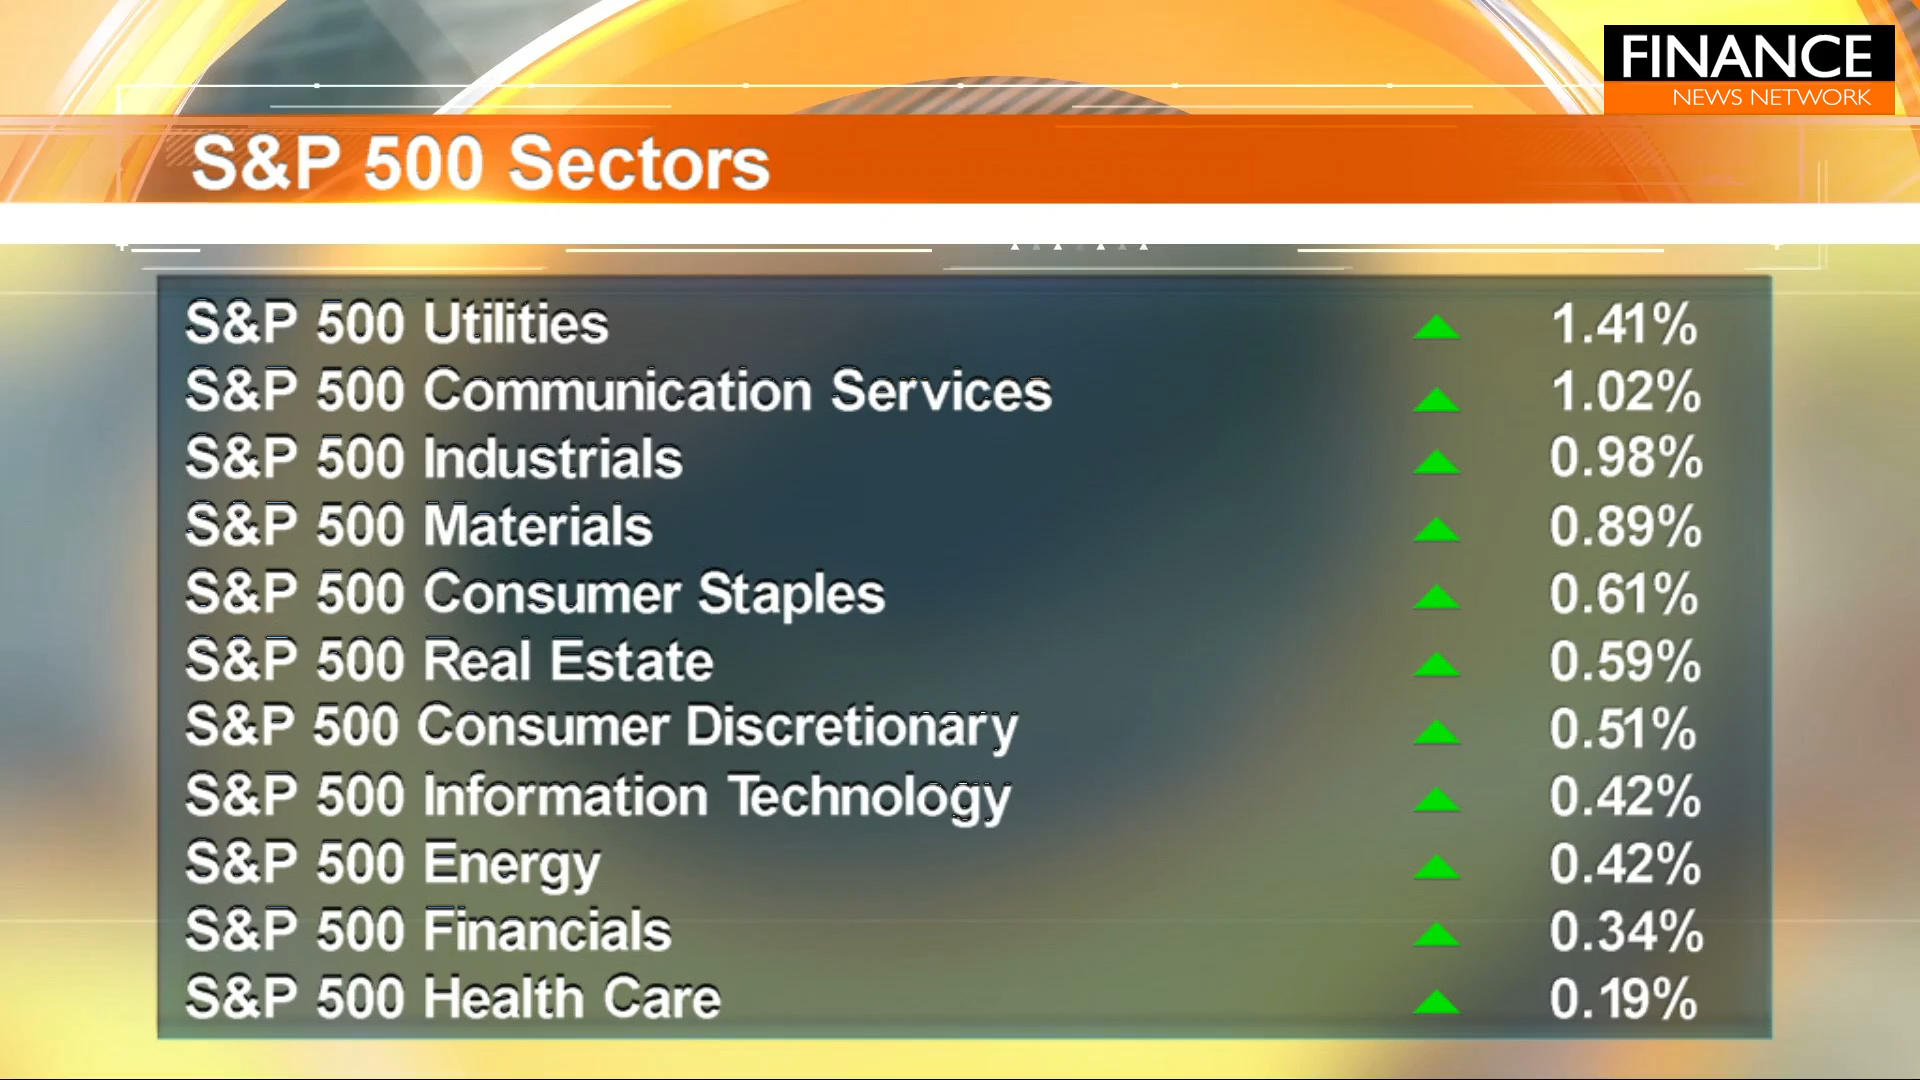 FINANCE
NEWS NETWORK
S&P 500 Sectors
S&P 500 Utilities 1.41%
S&P 500 Communication Services 1.02%
S&P 500 Industrials 0.98%
S&P 500 Materials 0.89%
S&P 500 Consumer Staples 0.61%
S&P 500 Real Estate 0.59%
S&P 500 Consumer Discretionary 0.51%
S&P 500 Information Technology 0.42%
S&P 500 Energy 0.42%
S&P 500 Financials 0.34%
S&P 500 Health Care 0.19%